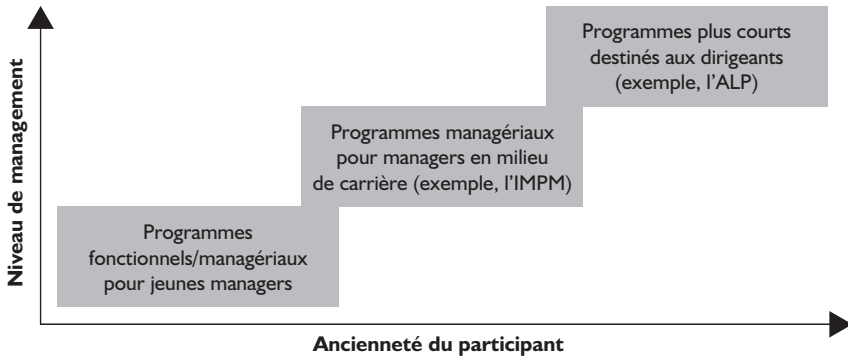 Niveau de management
Programmes plus courts
destinés aux dirigeants
(exemple, l’ALP)
Programmes managériaux
pour managers en milieu
de carrière (exemple, l’IMPM)
Programmes
fonctionnels/managériaux
pour jeunes managers
Ancienneté du participant